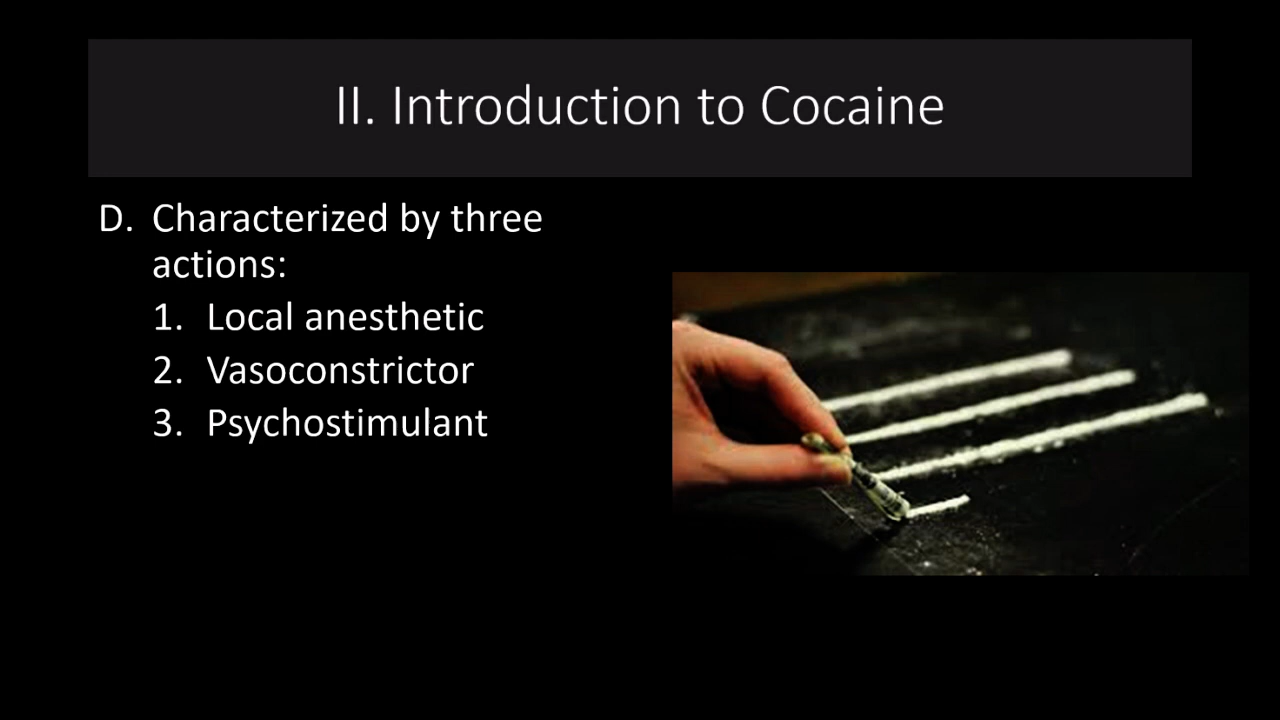 II. Introduction to Cocaine
D. Characterized by three
actions:
1. Local anesthetic
2. Vasoconstrictor
3. Psychostimulant